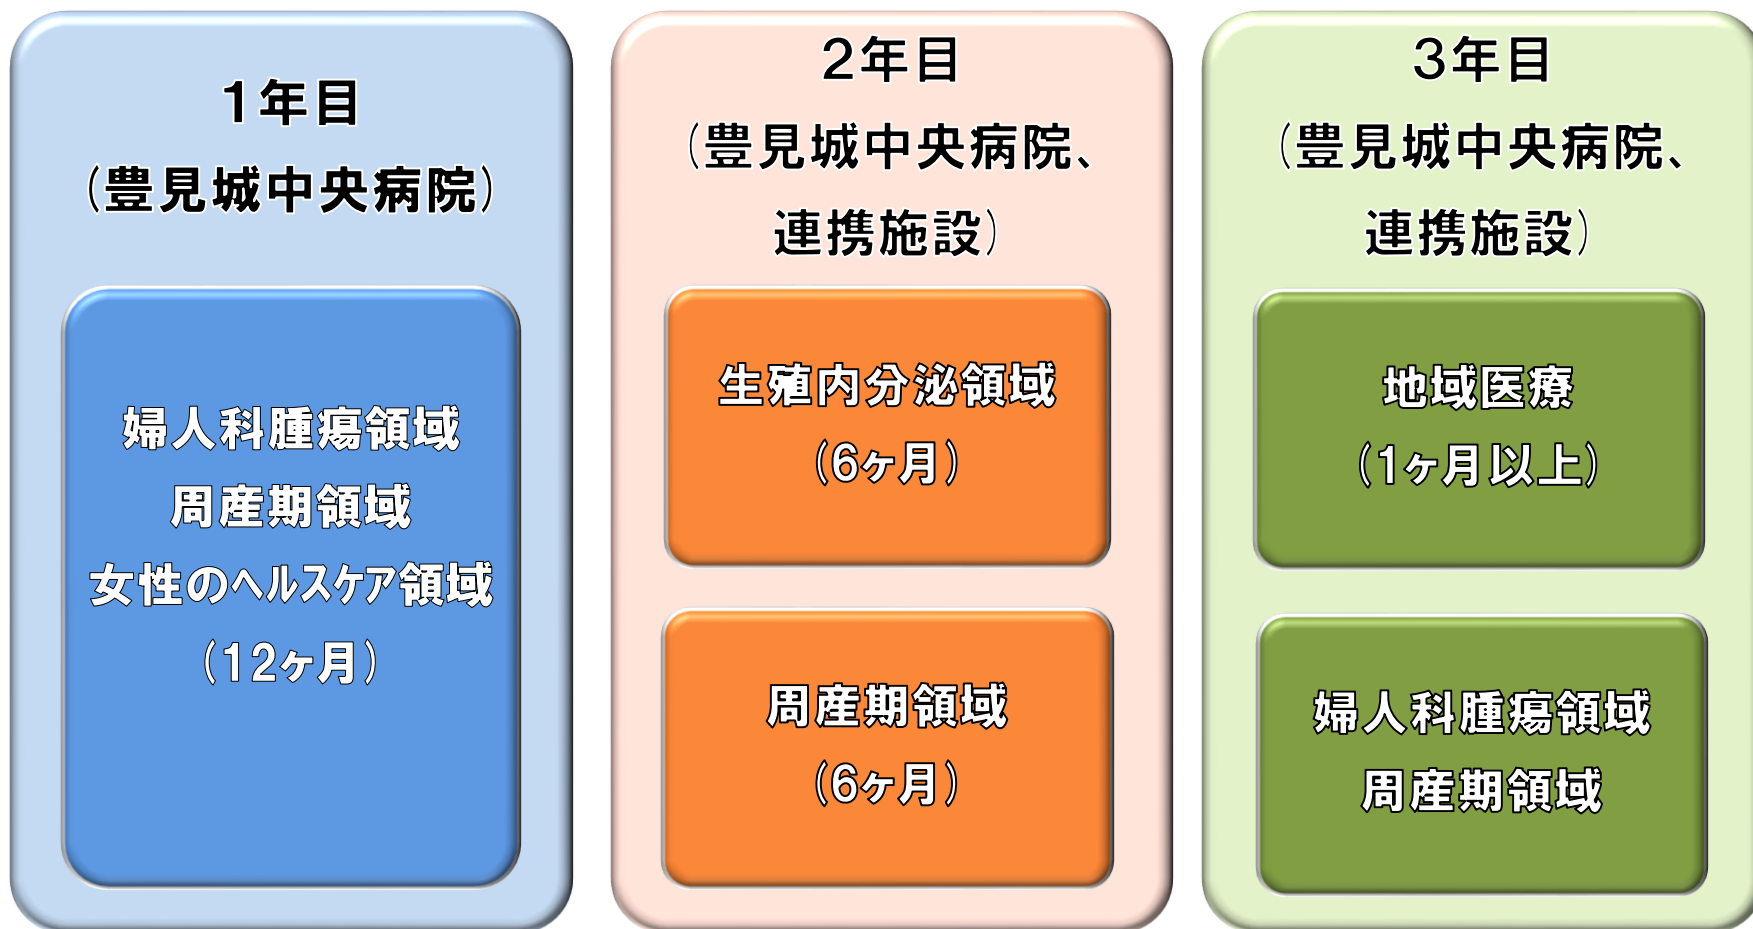 1年目
(豊見城中央病院)
婦人科腫瘍領域
周産期領域
女性のヘルスケア領域
(12ヶ月)
2年目
(豊見城中央病院、
連携施設)
生殖内分泌領域
(6ヶ月)
周産期領域
(6ヶ月)
3年目
(豊見城中央病院、
連携施設)
地域医療
(1ヶ月以上)
婦人科腫瘍領域
周産期領域